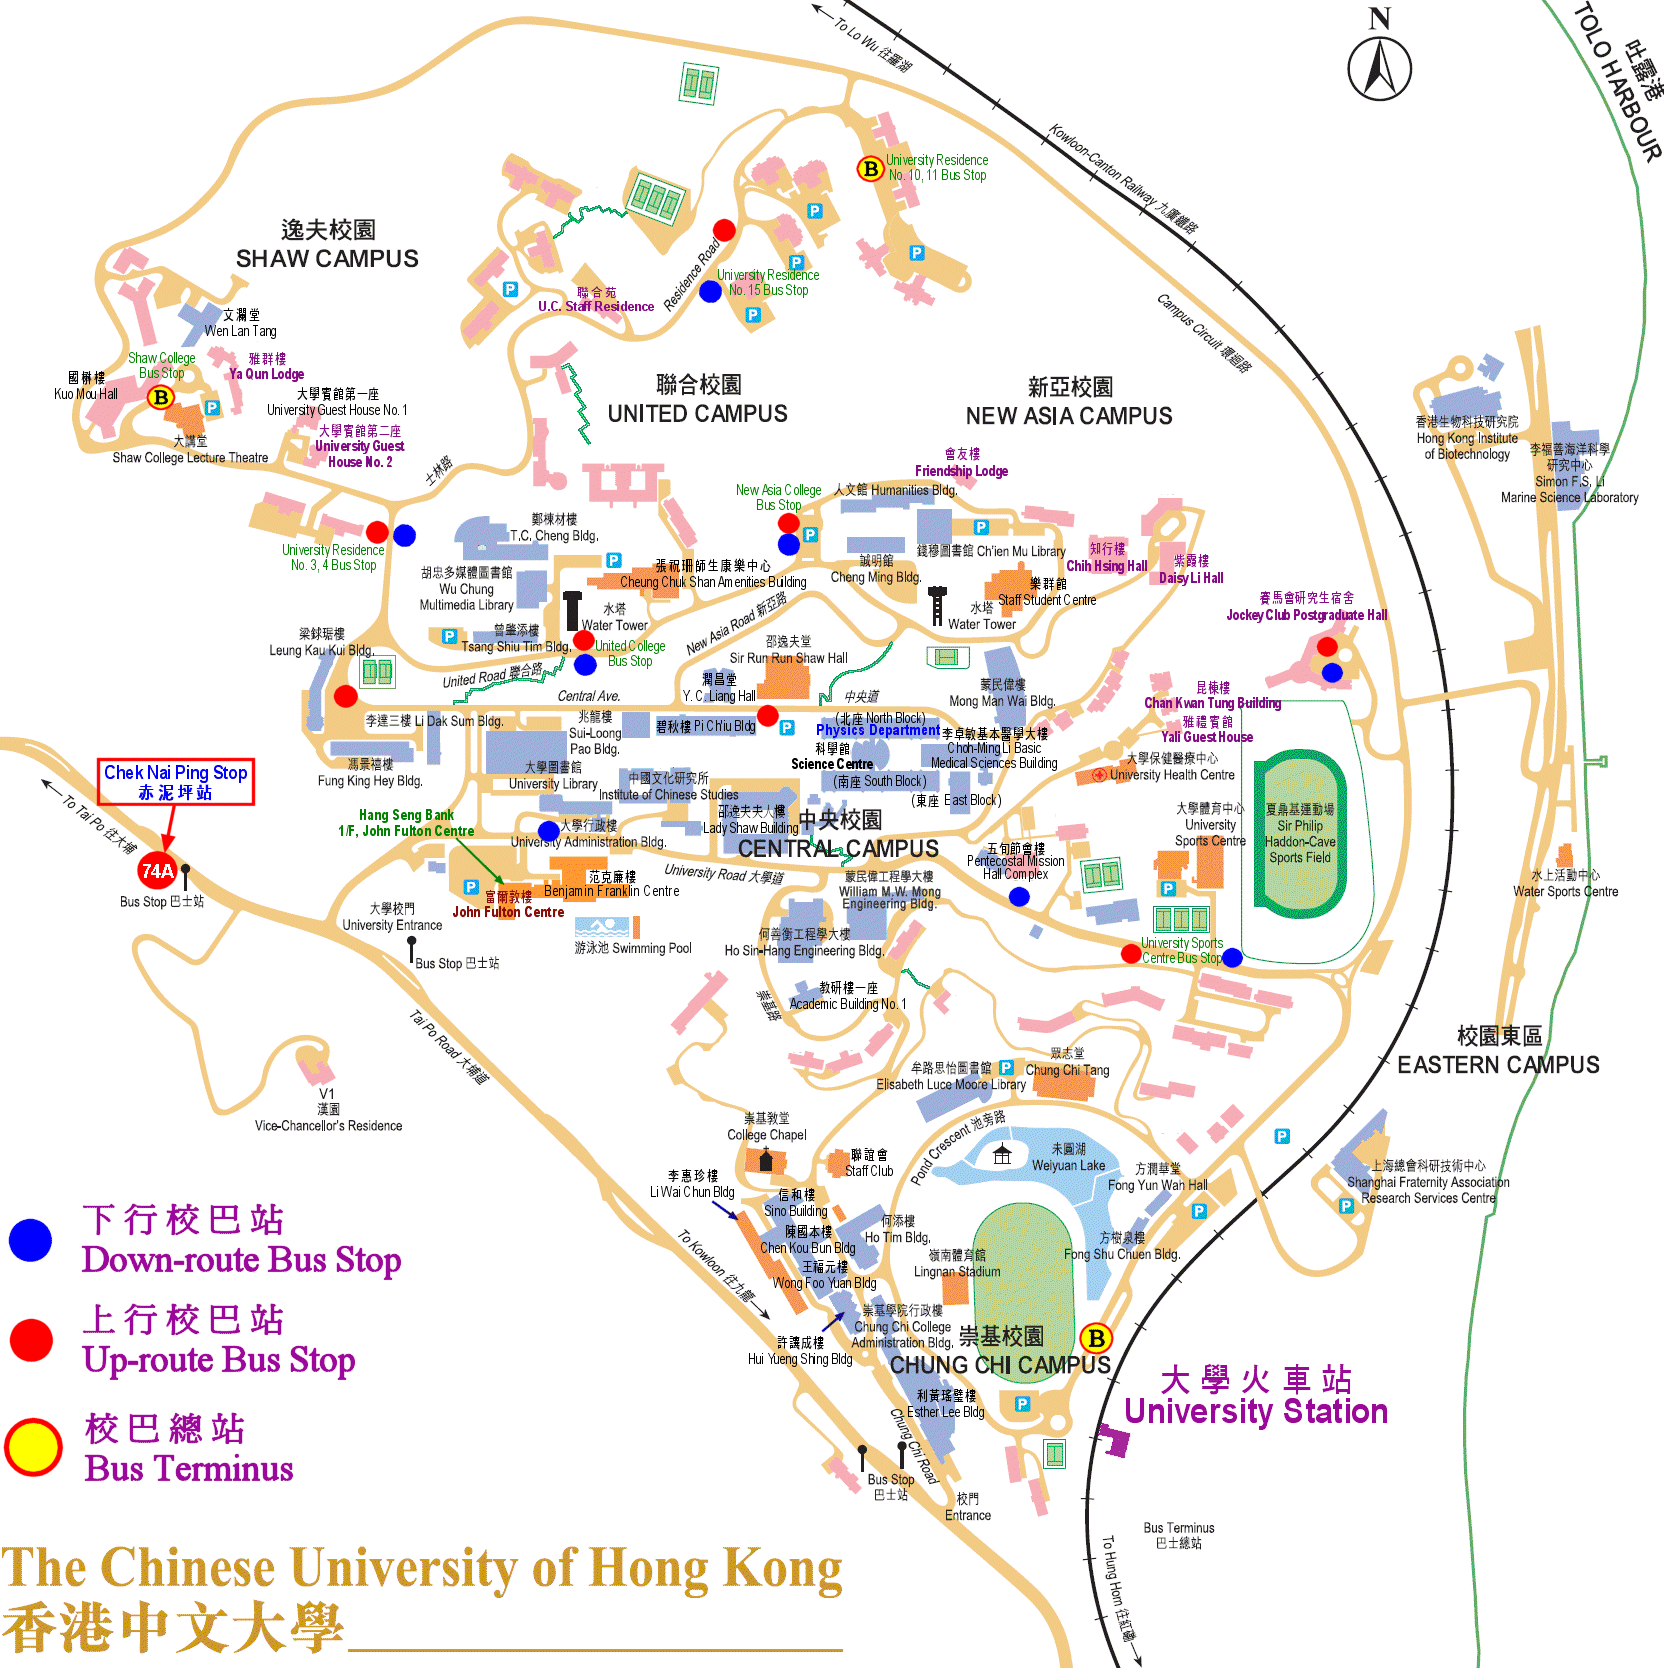 To Lo Wu 往羅湖
N
吐露港
TOLO HARBOUR
Kowloon-Canton Railway 九廣鐵路
University Residence
No. 10, 11 Bus Stop
B
P
P
P
P
P
逸夫校園
SHAW CAMPUS
Residence Road
University Residence
No. 15 Bus Stop
聯合苑
U.C. Staff Residence
文瀾堂
Wen Lan Tang
Campus Circuit 環迴路
Shaw College
Bus Stop
B
P
雅群樓
Ya Qun Lodge
國楙樓
Kuo Mou Hall
大學賓館第一座
University Guest House No. 1
大學賓館第二座
University Guest
House No. 2
大講堂
Shaw College Lecture Theatre
士林路
聯合校園
UNITED CAMPUS
新亞校園
NEW ASIA CAMPUS
會友樓
Friendship Lodge
香港生物科技研究院
Hong Kong Institute
of Biotechnology
李福善海洋科學
研究中心
Simon F.S. Li
Marine Science Laboratory
University Residence
No. 3, 4 Bus Stop
鄭棟材樓
T.C. Cheng Bldg.
New Asia College
Bus Stop
P
人文館 Humanities Bldg.
P
錢穆圖書館 Ch'ien Mu Library
誠明館
Cheng Ming Bldg.
知行樓
Chih Hsing Hall
紫霞樓
Daisy Li Hall
胡忠多媒體圖書館
Wu Chung
Multimedia Library
P
張祝珊師生康樂中心
Cheung Chuk Shan Amenities Building
樂群館
Staff Student Centre
賽馬會研究生宿舍
Jockey Club Postgraduate Hall
水塔
Water Tower
水塔
Water Tower
New Asia Road 新亞路
梁銶琚樓
Leung Kau Kui Bldg.
P
曾肇添樓
Tsang Shiu Tim Bldg.
United College
Bus Stop
邵逸夫堂
Sir Run Run Shaw Hall
United Road 聯合路
潤昌堂
Y. C. Liang Hall
蒙民偉樓
Mong Man Wai Bldg.
昆棟樓
Chan Kwan Tung Building
雅禮賓館
Yali Guest House
Central Ave.
中央道
李達三樓 Li Dak Sum Bldg.
兆龍樓
Sui-Loong
Pao Bldg.
碧秋樓 Pi Ch'iu Bldg
P
(北座 North Block)
Physics Department
科學館
Science Centre
(南座 South Block)
(東座 East Block)
李卓敏基本醫學大樓
Choh-Ming Li Basic
Medical Sciences Building
大學保健醫療中心
University Health Centre
馮景禧樓
Fung King Hey Bldg.
大學圖書館
University Library
中國文化研究所
Institute of Chinese Studies
邵逸夫夫人樓
Lady Shaw Building
中央校園
CENTRAL CAMPUS
Chek Nai Ping Stop
赤泥坪站
To Tai Po 往大埔
74A
Bus Stop 巴士站
Hang Seng Bank
1/F, John Fulton Centre
大學行政樓
University Administration Bldg.
大學體育中心
University
Sports Centre
夏鼎基運動場
Sir Philip
Haddon-Cave
Sports Field
五旬節會樓
Pentecostal Mission
Hall Complex
University Road 大學道
范克廉樓
Benjamin Franklin Centre
P
富爾敦樓
John Fulton Centre
蒙民偉工程學大樓
William M.W. Mong
Engineering Bldg.
P
水上活動中心
Water Sports Centre
大學校門
University Entrance
Bus Stop 巴士站
游泳池 Swimming Pool
何善衡工程學大樓
Ho Sin-Hang Engineering Bldg.
University Sports
Centre Bus Stop
教研樓一座
Academic Building No. 1
崇基路
Tai Po Road 大埔道
校園東區
EASTERN CAMPUS
V1
漢園
Vice-Chancellor's Residence
牟路思怡圖書館
Elisabeth Luce Moore Library
P
眾志堂
Chung Chi Tang
Pond Crescent 池旁路
崇基教堂
College Chapel
聯誼會
Staff Club
未圓湖
Weiyuan Lake
P
方潤華堂
Fong Yun Wah Hall
P
上海總會科研技術中心
Shanghai Fraternity Association
Research Services Centre
P
李惠珍樓
Li Wai Chun Bldg
信和樓
Sino Building
陳國本樓
Chen Kou Bun Bldg
何添樓
Ho Tim Bldg.
王福元樓
Wong Foo Yuan Bldg
方樹泉樓
Fong Shu Chuen Bldg.
嶺南體育館
Lingnan Stadium
To Kowloon 往九龍
下行校巴站
Down-route Bus Stop
上行校巴站
Up-route Bus Stop
校巴總站
Bus Terminus
許讓成樓
Hui Yueng Shing Bldg
崇基學院行政樓
Chung Chi College
Administration Bldg.
崇基校園
CHUNG CHI CAMPUS
B
大學火車站
University Station
利黃瑤璧樓
Esther Lee Bldg
P
Chung Chi Road
Bus Stop
巴士站
校門
Entrance
Bus Terminus
巴士總站
To Hung Hom 往紅磡
The Chinese University of Hong Kong
香港中文大學